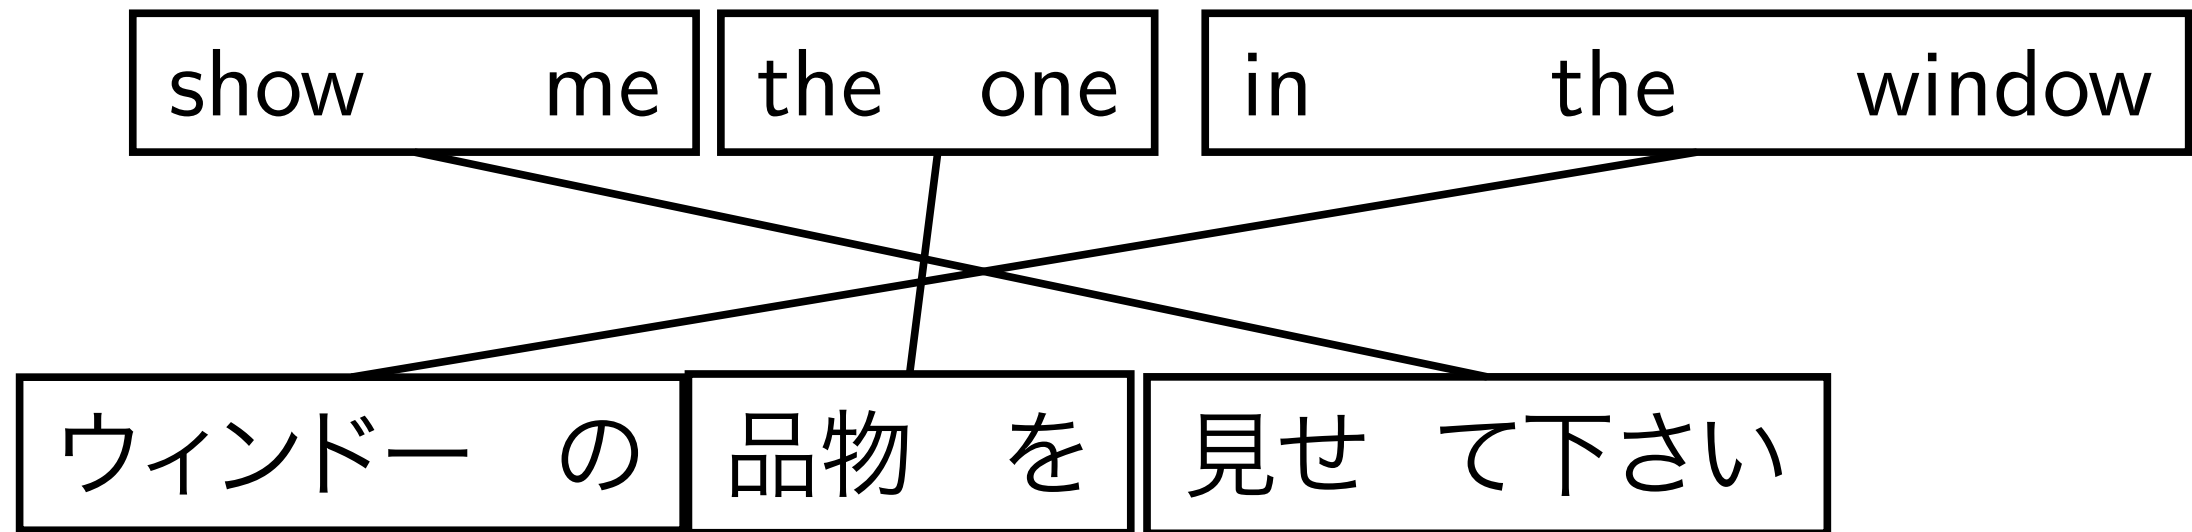 show me the one in the window
ウィンドー の 品物 を 見せ て下さい